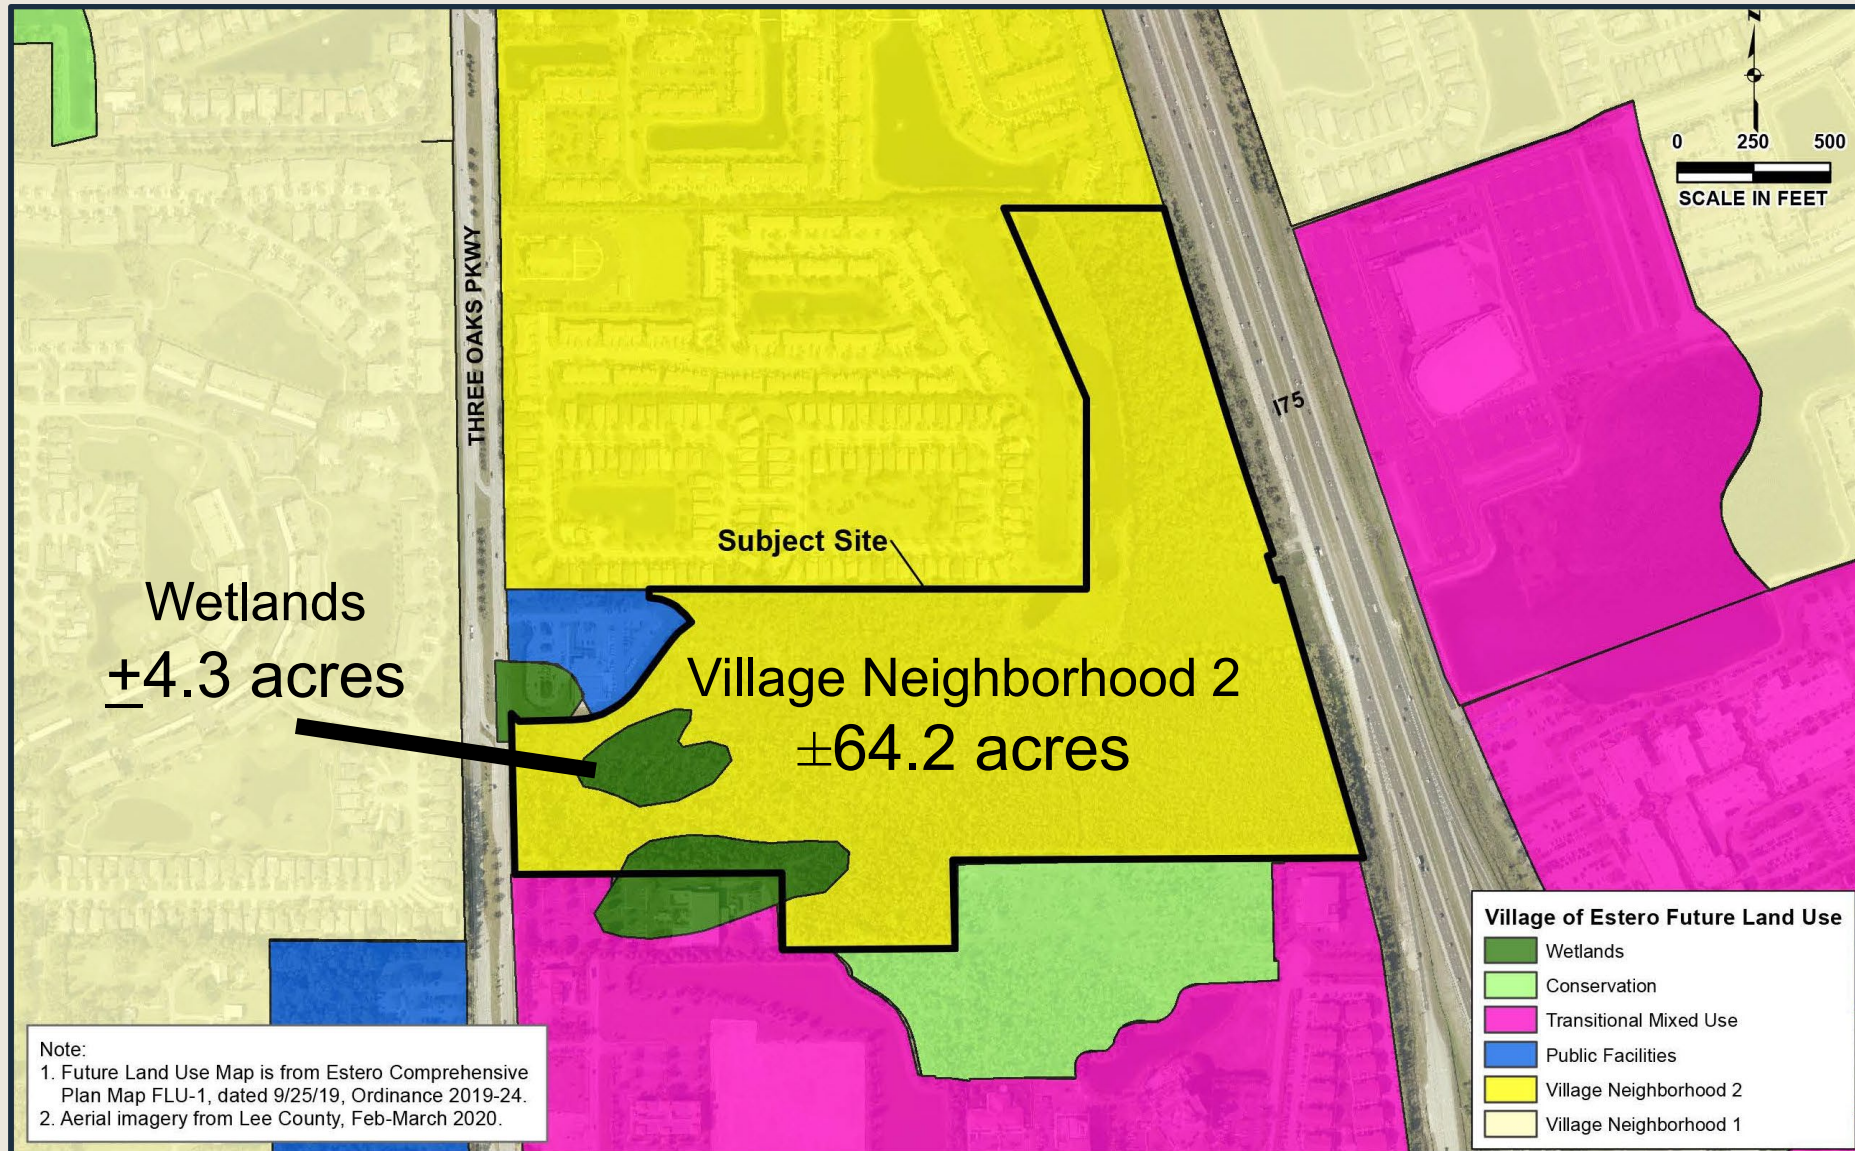 N
0 250 500
SCALE IN FEET
THREE OAKS PKWY
I75
Subject Site
Wetlands
+4.3 acres
Village Neighborhood 2
±64.2 acres
Village of Estero Future Land Use
Wetlands
Conservation
Transitional Mixed Use
Public Facilities
Village Neighborhood 2
Village Neighborhood 1
Note:
1. Future Land Use Map is from Estero Comprehensive
Plan Map FLU-1, dated 9/25/19, Ordinance 2019-24.
2. Aerial imagery from Lee County, Feb-March 2020.